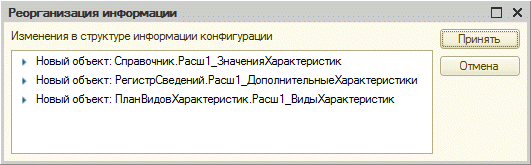 Реорганизация информации
Изменения в структуре информации конфигурации
Принять
Новый объект: Справочник.Расш1_ЗначенияХарактеристик
Отмена
Новый объект: РегистрСведений.Расш1_ДополнительныеХарактеристики
Новый объект: ПланВидовХарактеристик.Расш1_ВидыХарактеристик